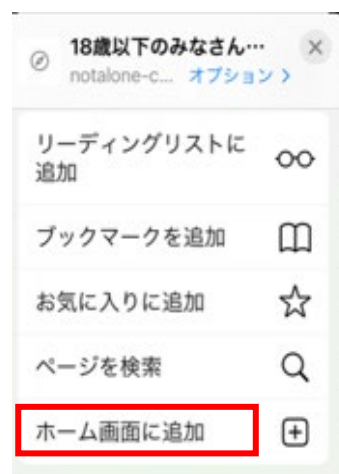 18歳以下のみなさん…
notalone-c... オプション >
リーディングリストに
追加
ブックマークを追加
お気に入りに追加
ページを検索
ホーム画面に追加